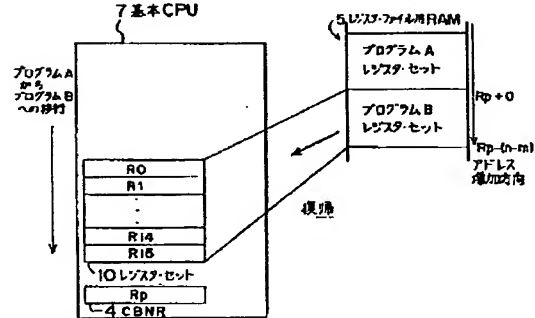 7 基本CPU
プログラムA
から
プログラムB
への移行
R0
R1
R14
R15
10 レジスタ・セット
Rp
4 CBNR
5 レジスタ・ファイル用RAM
プログラムA
レジスタ・セット
プログラムB
レジスタ・セット
復帰
Rp+0
Rp-(n-m)
アドレス
増加方向